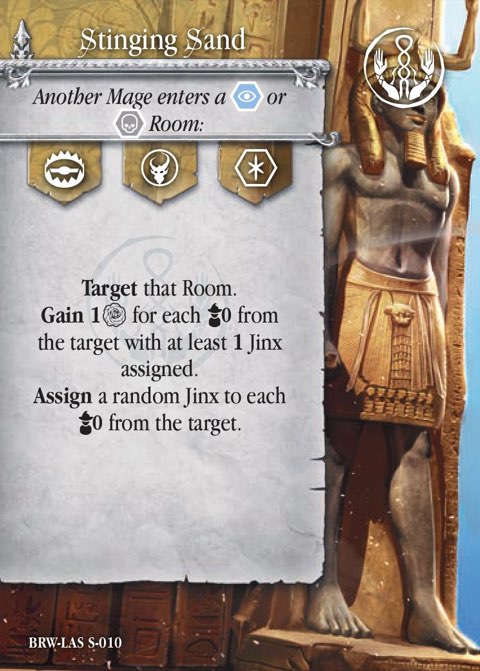 Stinging Sand
Another Mage enters a or
Room:
Target that Room.
Gain 1 for each 0 from
the target with at least 1 Jinx
assigned.
Assign a random Jinx to each
0 from the target.
BRW-LAS S-010